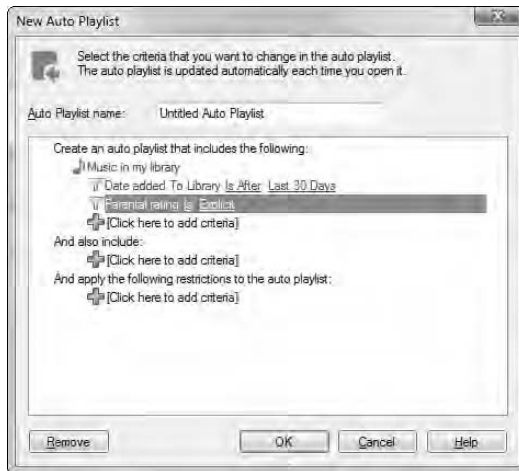 New Auto Playlist
Select the criteria that you want to change in the auto playlist.
The auto playlist is updated automatically each time you open it.
Auto Playlist name: Untitled Auto Playlist
Create an auto playlist that includes the following:
Music in my library
Date added To Library Is After Last 30 Days
Parental rating Is Explicit
[Click here to add criteria]
And also include:
[Click here to add criteria]
And apply the following restrictions to the auto playlist:
[Click here to add criteria]
Remove OK Cancel Help